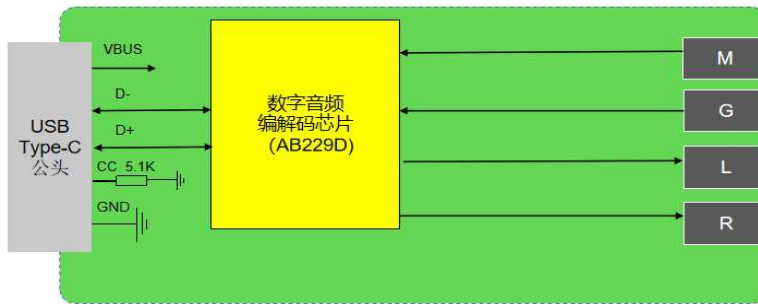 VBUS
D-
D+
USB
Type-C
公头
CC 5.1K
GND
数字音频
编解码芯片
(AB229D)
M
G
L
R